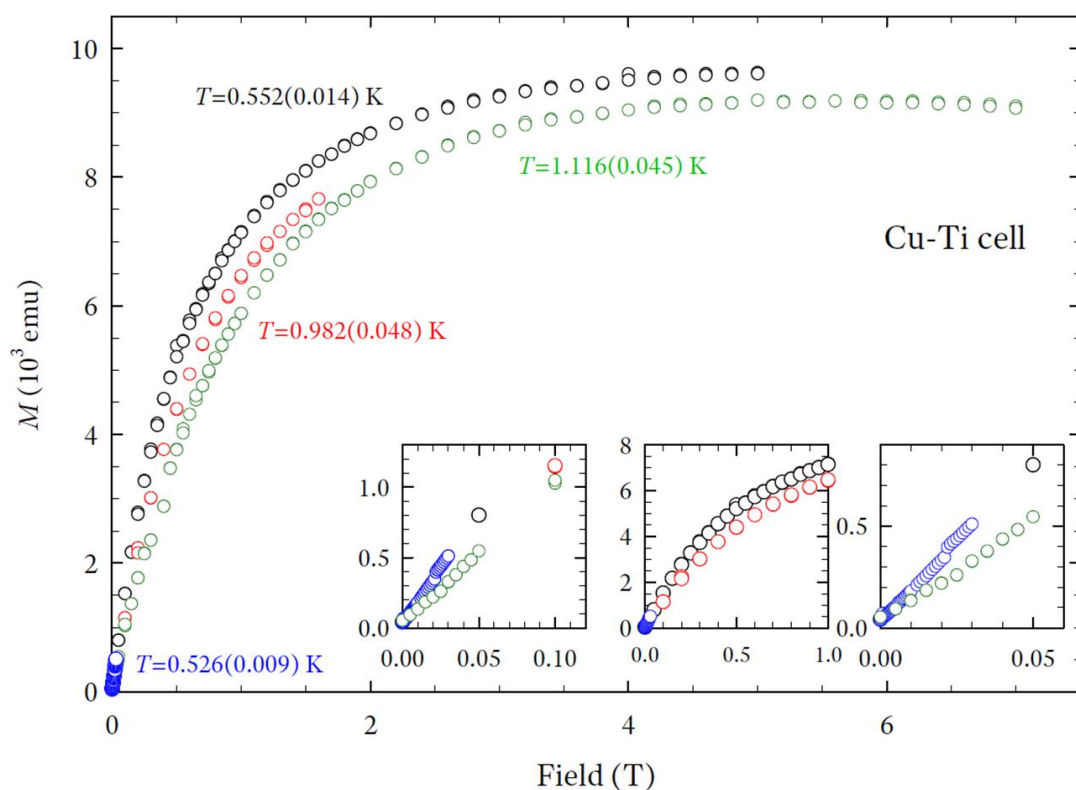 10
T=0.552(0.014) K
8
T=1.116(0.045) K
M (10³ emu)
Cu-Ti cell
6
T=0.982(0.048) K
4
1.0
0.5
0.0
0.00 0.05 0.10
8
6
4
2
0
0.0 0.5 1.0
0.5
0.0
0.00 0.05
2
T=0.526(0.009) K
0
0 2 4 6
Field (T)